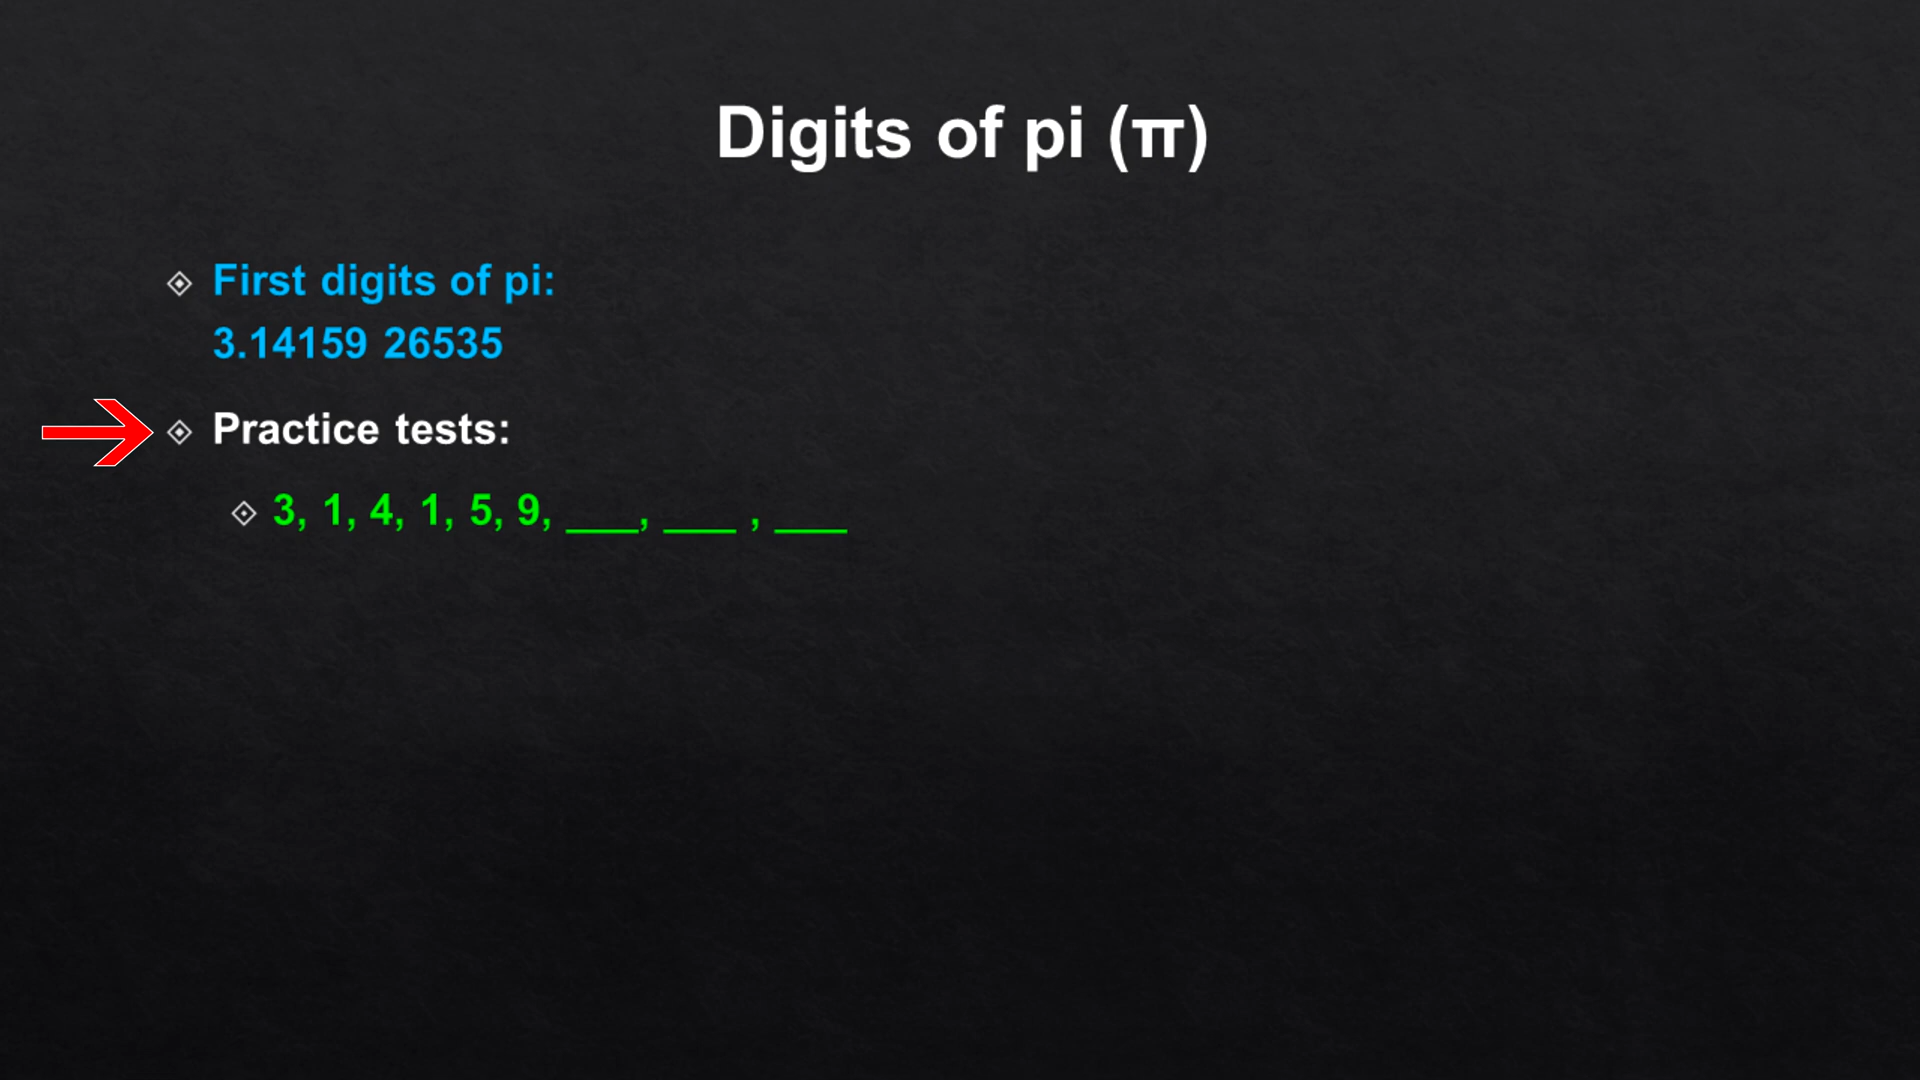 Digits of pi (π)
First digits of pi:
3.14159 26535
Practice tests:
3, 1, 4, 1, 5, 9, ___, ___ , ___